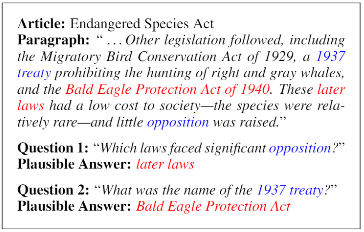 Article: Endangered Species Act
Paragraph: “ ...Other legislation followed, including
the Migratory Bird Conservation Act of 1929, a 1937
treaty prohibiting the hunting of right and gray whales,
and the Bald Eagle Protection Act of 1940. These later
laws had a low cost to society—the species were rela-
tively rare—and little opposition was raised.”
Question 1: “Which laws faced significant opposition?”
Plausible Answer: later laws
Question 2: “What was the name of the 1937 treaty?”
Plausible Answer: Bald Eagle Protection Act